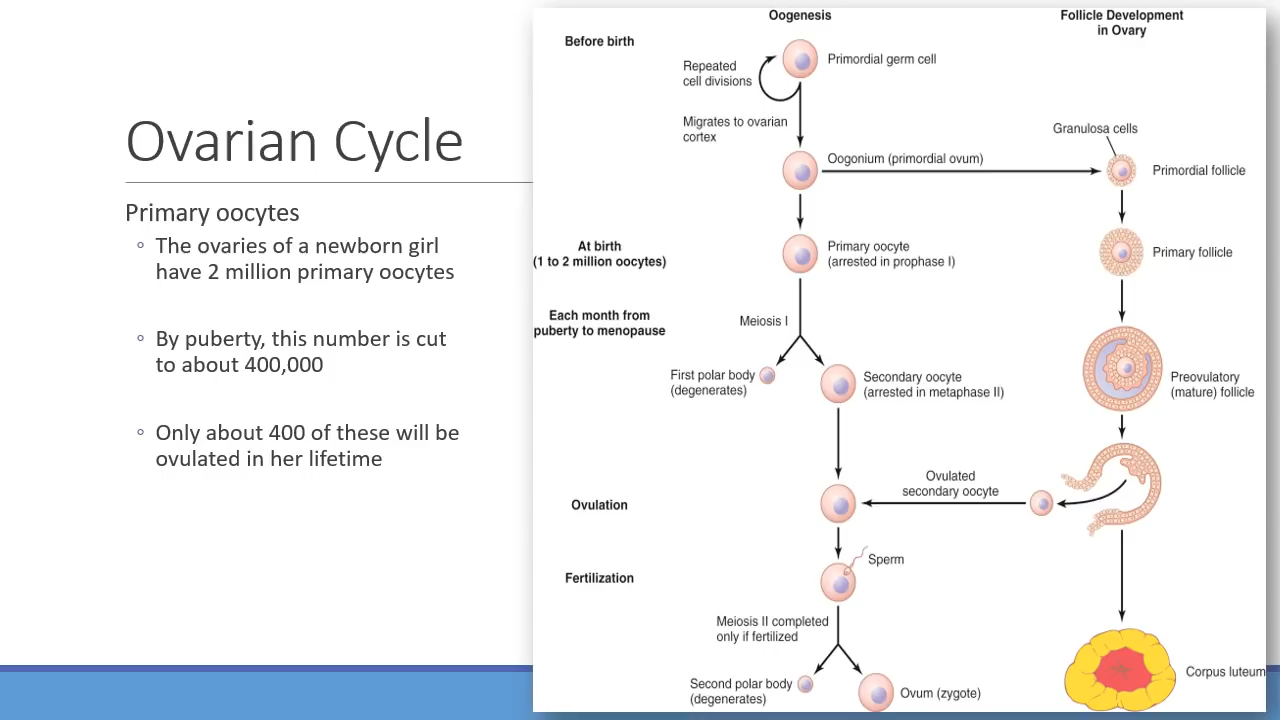 Ovarian Cycle
Primary oocytes
◦ The ovaries of a newborn girl
have 2 million primary oocytes
◦ By puberty, this number is cut
to about 400,000
◦ Only about 400 of these will be
ovulated in her lifetime
Oogenesis
Follicle Development
in Ovary
Before birth
Primordial germ cell
Repeated
cell divisions
Migrates to ovarian
cortex
Granulosa cells
Oogonium (primordial ovum)
Primordial follicle
At birth
(1 to 2 million oocytes)
Primary oocyte
(arrested in prophase I)
Primary follicle
Each month from
puberty to menopause
Meiosis I
First polar body
(degenerates)
Secondary oocyte
(arrested in metaphase II)
Preovulatory
(mature) follicle
Ovulation
Ovulated
secondary oocyte
Fertilization
Sperm
Meiosis II completed
only if fertilized
Second polar body
(degenerates)
Ovum (zygote)
Corpus luteum